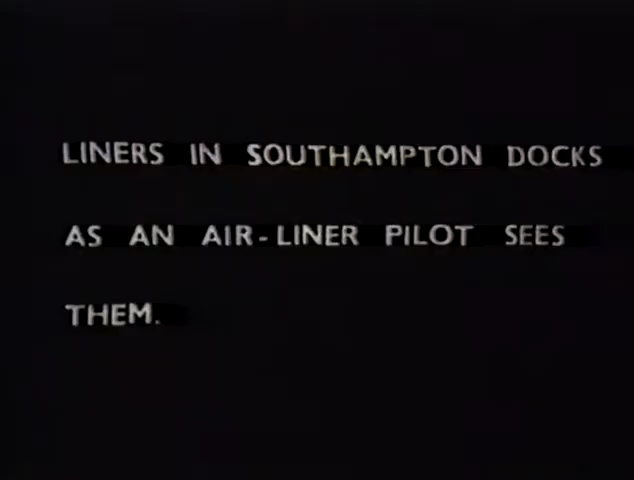 LINERS IN SOUTHAMPTON DOCKS
AS AN AIR-LINER PILOT SEES
THEM.